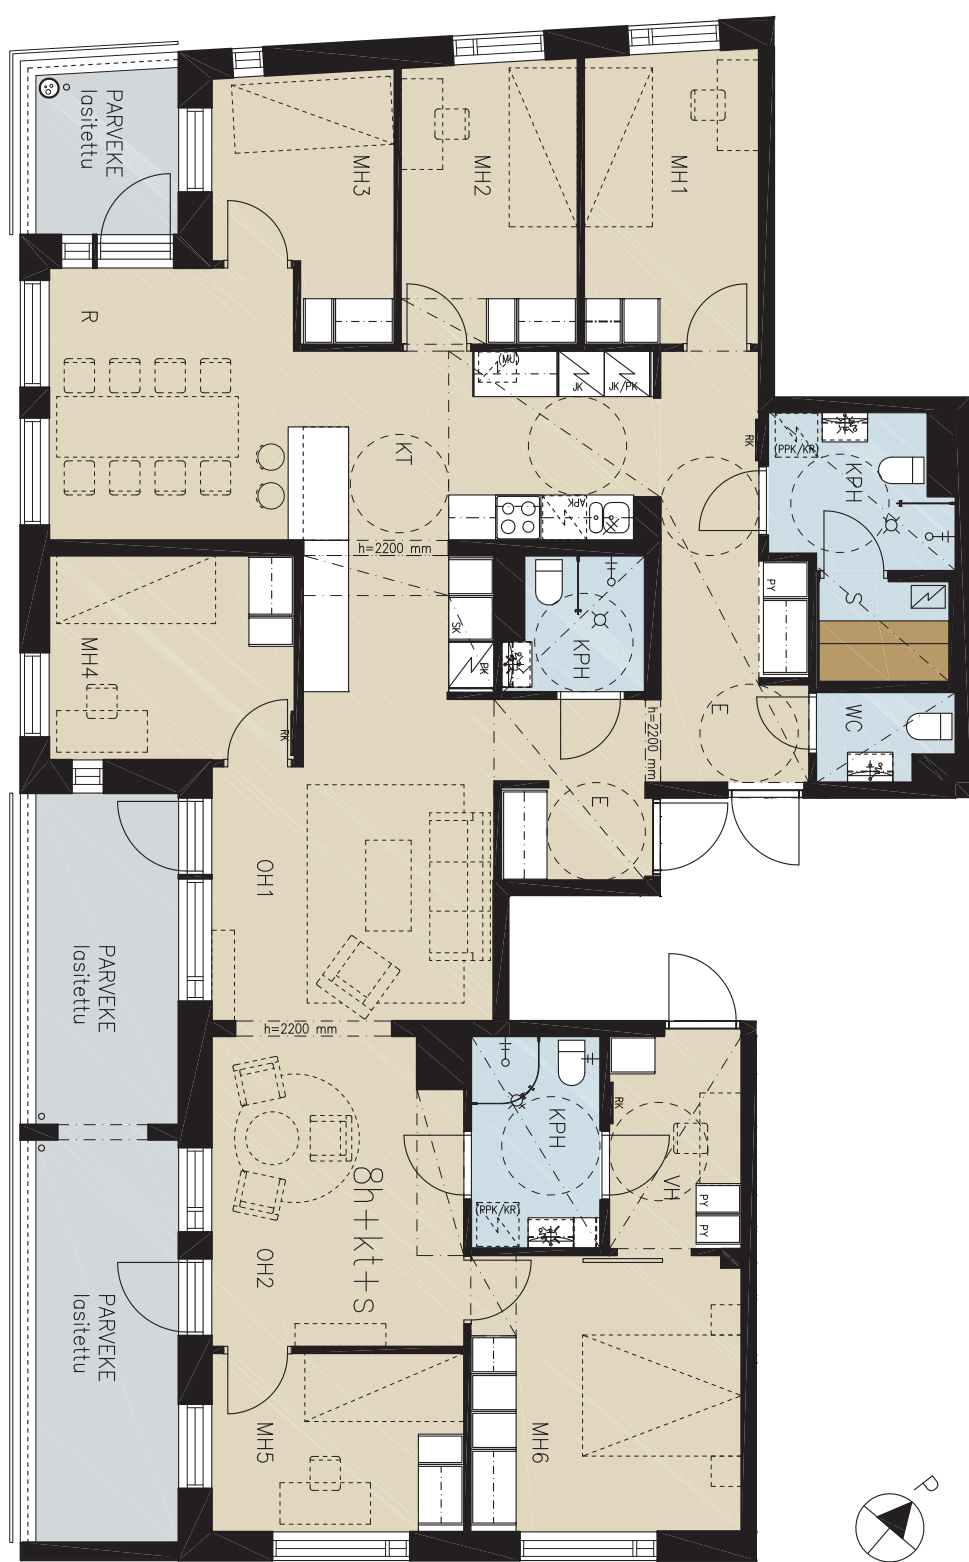 PARVEKE
lasitettu
MH3
MH2
MH1
R
KT
(MU)
JK
JK/PK
RK
(PPK/KR)
KPH
APK
h=2200 mm
S
PY
SK
PK
KPH
MH4
RK
E
WC
h=2200 mm
E
OH1
PARVEKE
lasitettu
h=2200 mm
KPH
RK
VH
PY
PY
(PPK/KR)
8h+kt+s
OH2
PARVEKE
lasitettu
MH5
MH6
P